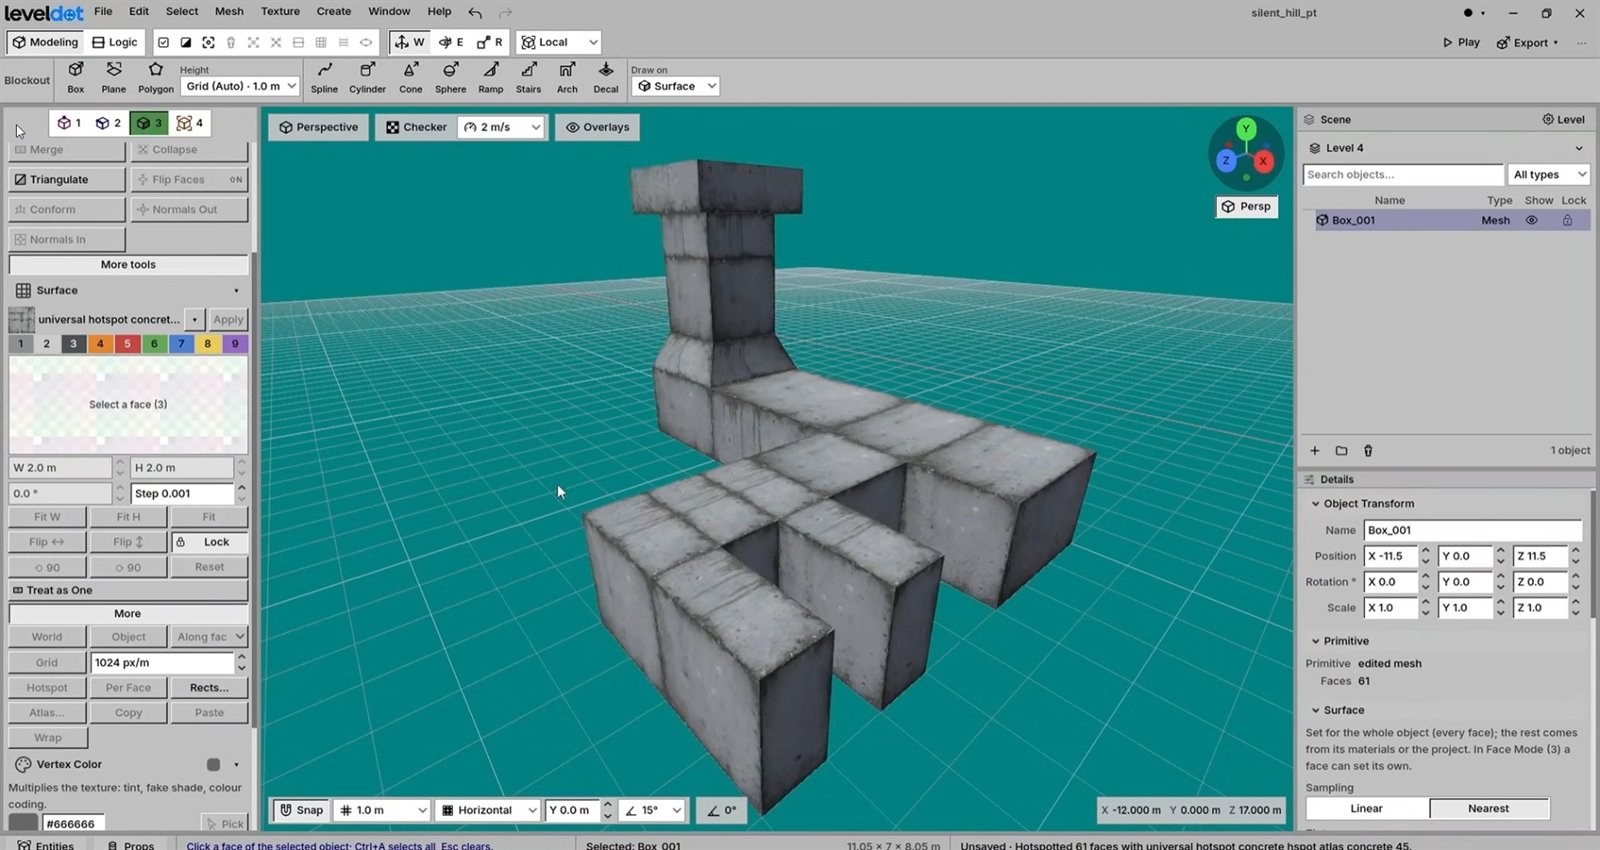 leveldot File Edit Select Mesh Texture Create Window Help silent_hill_pt
Modeling Logic W E R Local Play Export
Blockout Box Plane Polygon Height Grid (Auto) · 1.0 m Spline Cylinder Cone Sphere Ramp Stairs Arch Decal Draw on Surface
1 2 3 4
Merge Collapse
Triangulate Flip Faces ⇧N
Conform Normals Out
Normals In
More tools
Surface
universal hotspot concret... Apply
1 2 3 4 5 6 7 8 9
Select a face (3)
W 2.0 m H 2.0 m
0.0 ° Step 0.001
Fit W Fit H Fit
Flip ↔ Flip ↕ Lock
90 90 Reset
Treat as One
More
World Object Along fac
Grid 1024 px/m
Hotspot Per Face Rects...
Atlas... Copy Paste
Wrap
Vertex Color
Multiplies the texture: tint, fake shade, colour
coding.
#666666 Pick
Perspective Checker 2 m/s Overlays
Y
Z X
Persp
Snap 1.0 m Horizontal Y 0.0 m 15° 0° X -12.000 m Y 0.000 m Z 17.000 m
Scene Level
Level 4
Search objects... All types
Name Type Show Lock
Box_001 Mesh
1 object
Details
Object Transform
Name Box_001
Position X -11.5 Y 0.0 Z 11.5
Rotation ° X 0.0 Y 0.0 Z 0.0
Scale X 1.0 Y 1.0 Z 1.0
Primitive
Primitive edited mesh
Faces 61
Surface
Set for the whole object (every face); the rest comes
from its materials or the project. In Face Mode (3) a
face can set its own.
Sampling
Linear Nearest
Entities Props Click a face of the selected object; Ctrl+A selects all, Esc clears. Selected: Box_001 11.05 × 7 × 8.05 m Unsaved · Hotspotted 61 faces with universal hotspot concrete hspot atlas concrete 45.